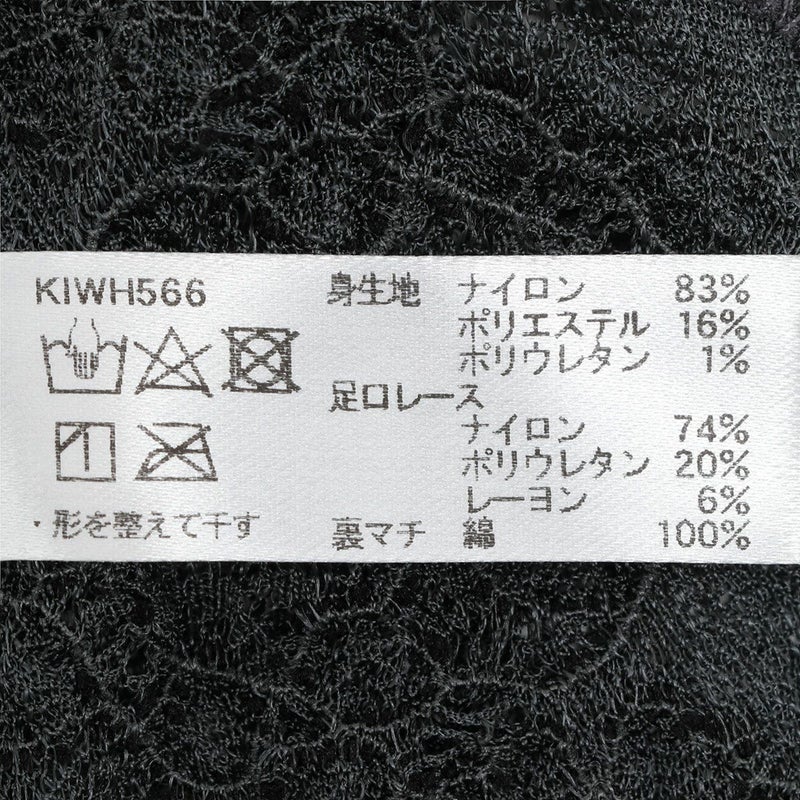 KIWH566
・形を整えて干す
身生地 ナイロン 83%
ポリエステル 16%
ポリウレタン 1%
足口レース
ナイロン 74%
ポリウレタン 20%
レーヨン 6%
裏マチ 綿 100%